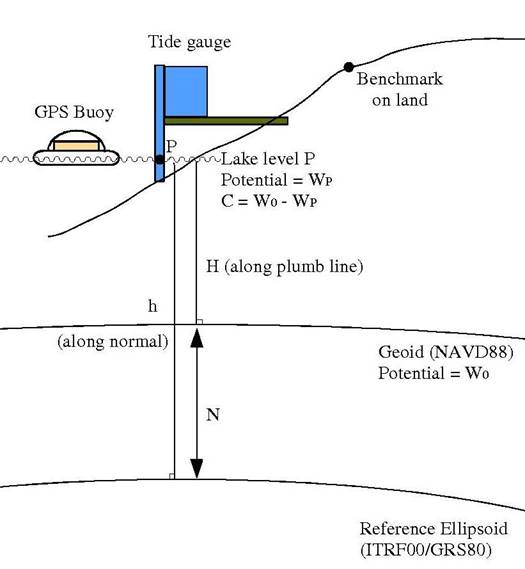 Tide gauge
Benchmark
on land
GPS Buoy
P
Lake level P
Potential = WP
C = W0 - WP
H (along plumb line)
h
(along normal)
Geoid (NAVD88)
Potential = W0
N
Reference Ellipsoid
(ITRF00/GRS80)